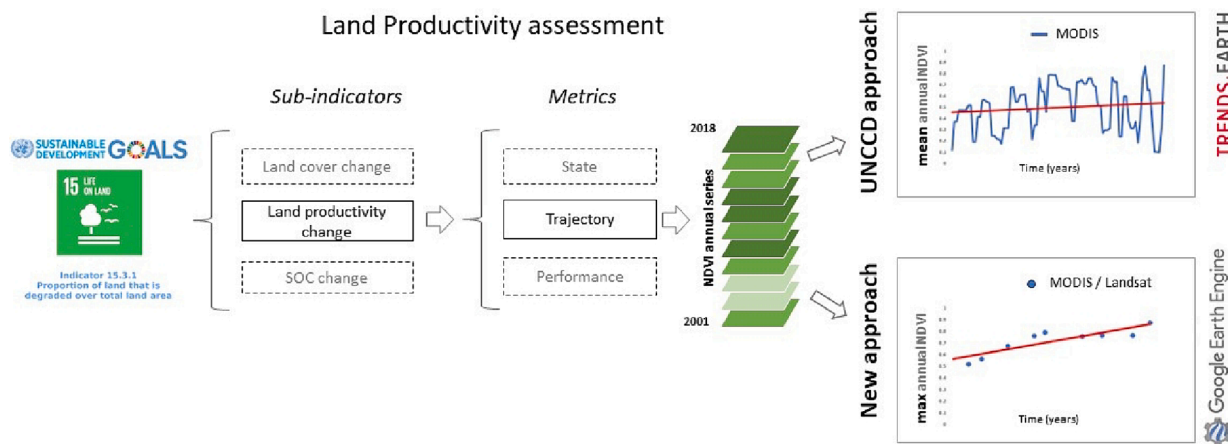 Land Productivity assessment
Sub-indicators
Metrics
SUSTAINABLE
DEVELOPMENT
GOALS
15 LIFE
ON LAND
Indicator 15.3.1
Proportion of land that is
degraded over total land area
Land cover change
Land productivity
change
SOC change
State
Trajectory
Performance
2018
NDVI annual series
2001
UNCCD approach
MODIS
mean annual NDVI
Time (years)
TRENDS.EARTH
New approach
MODIS / Landsat
max annual NDVI
Time (years)
Google Earth Engine